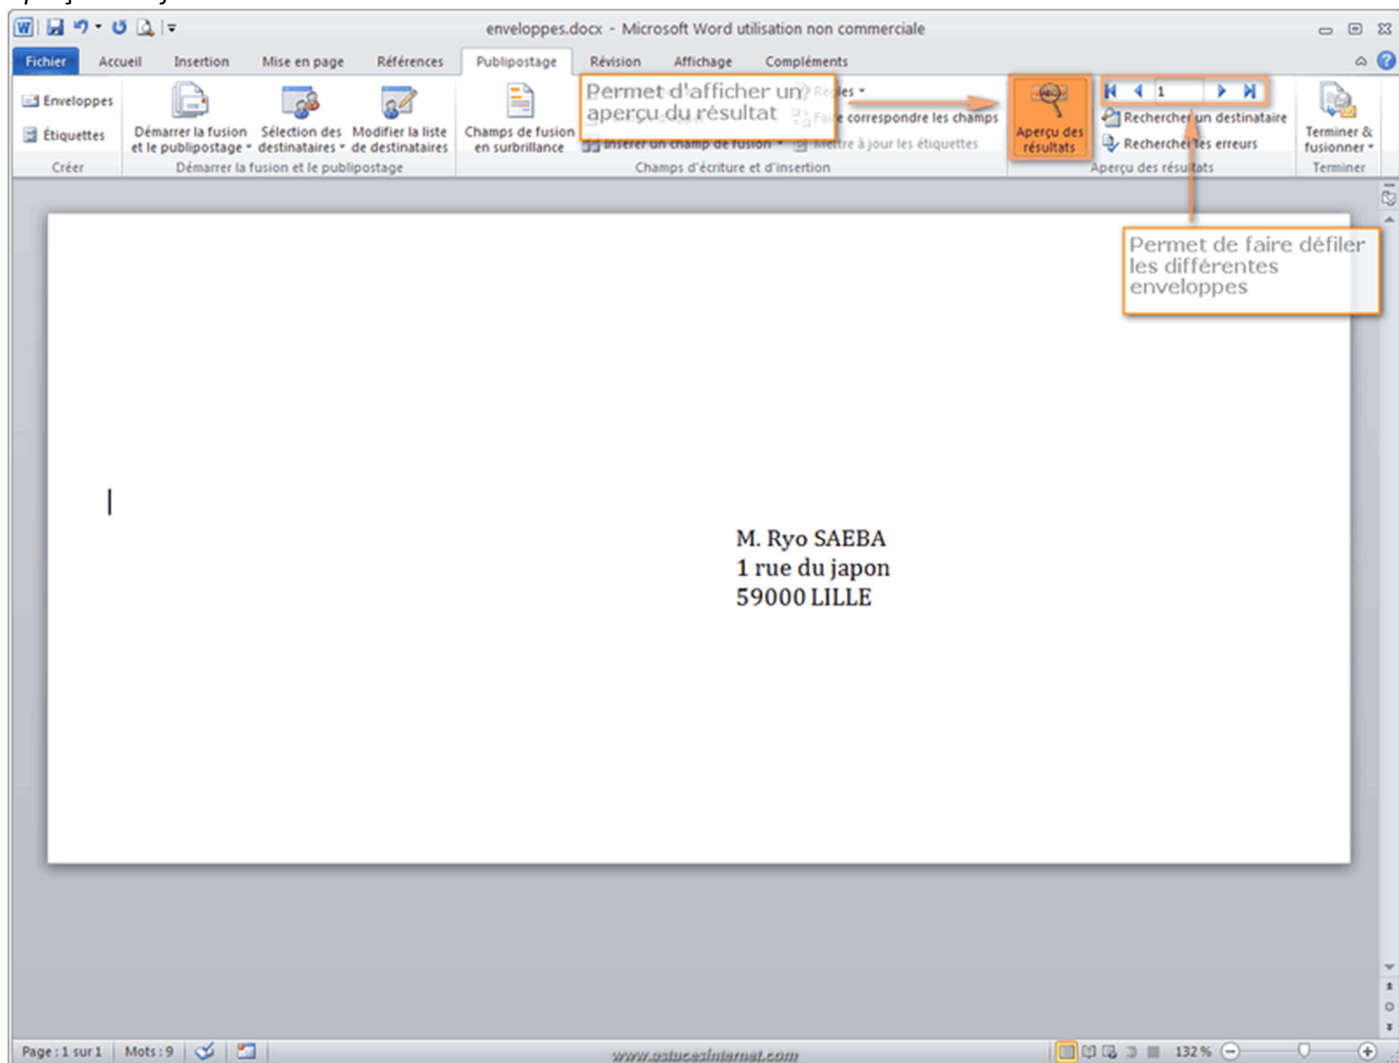 enveloppes.docx - Microsoft Word utilisation non commerciale
Fichier Accueil Insertion Mise en page Références Publipostage Révision Affichage Compléments
Enveloppes
Étiquettes
Créer
Démarrer la fusion
et le publipostage
Sélection des
destinataires
Modifier la liste
de destinataires
Démarrer la fusion et le publipostage
Champs de fusion
en surbrillance
Permet d'afficher un
aperçu du résultat
Insérer un champ de fusion
Règles
Faire correspondre les champs
Mettre à jour les étiquettes
Champs d'écriture et d'insertion
ABC
Aperçu des
résultats
1
Rechercher un destinataire
Rechercher les erreurs
Aperçu des résultats
Terminer &
fusionner
Terminer
Permet de faire défiler
les différentes
enveloppes
M. Ryo SAEBA
1 rue du japon
59000 LILLE
Page : 1 sur 1 Mots : 9
www.astucesinternet.com
132 %